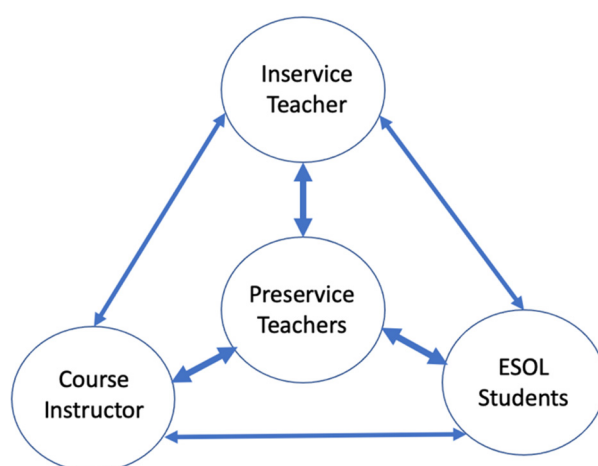 Inservice
Teacher
Preservice
Teachers
Course
Instructor
ESOL
Students